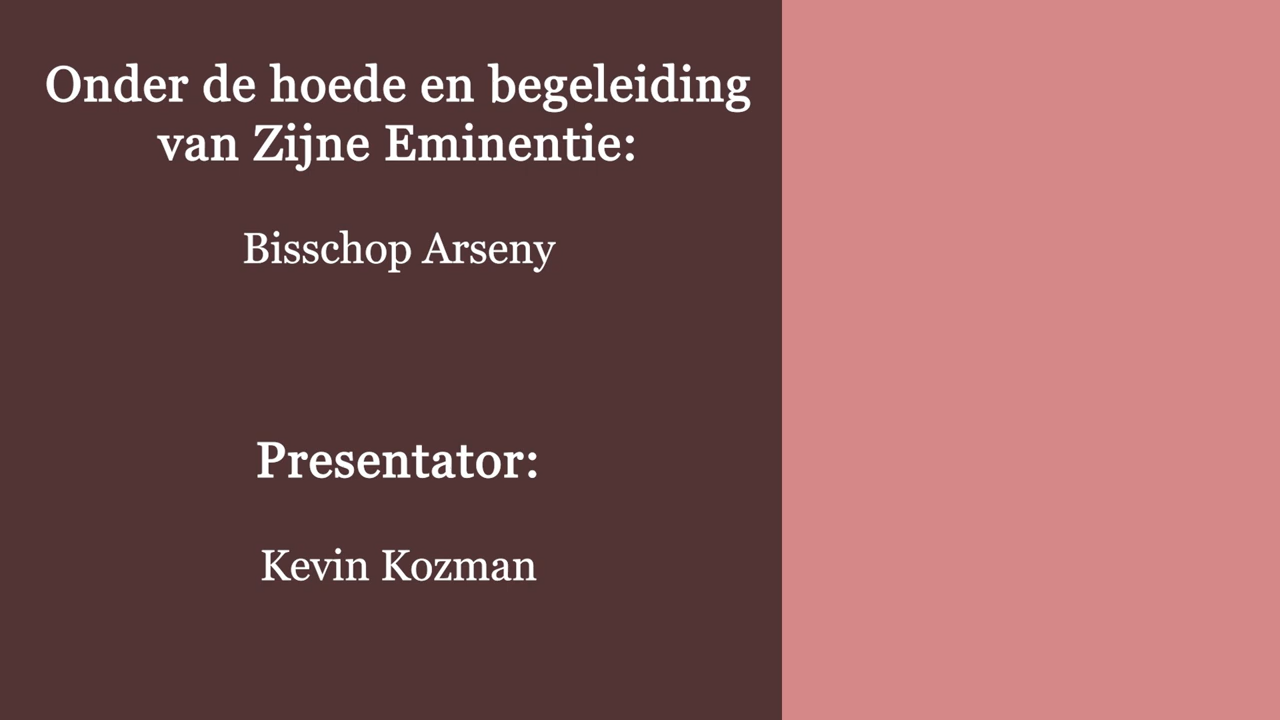 Onder de hoede en begeleiding
van Zijne Eminentie:
Bisschop Arseny
Presentator:
Kevin Kozman